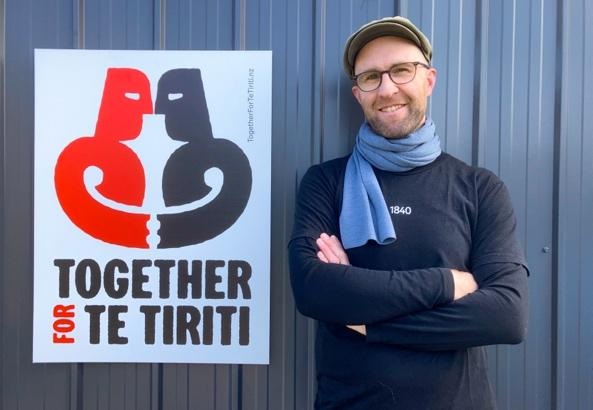 TogetherForTeTiriti.nz
TOGETHER
FOR TE TIRITI
1840